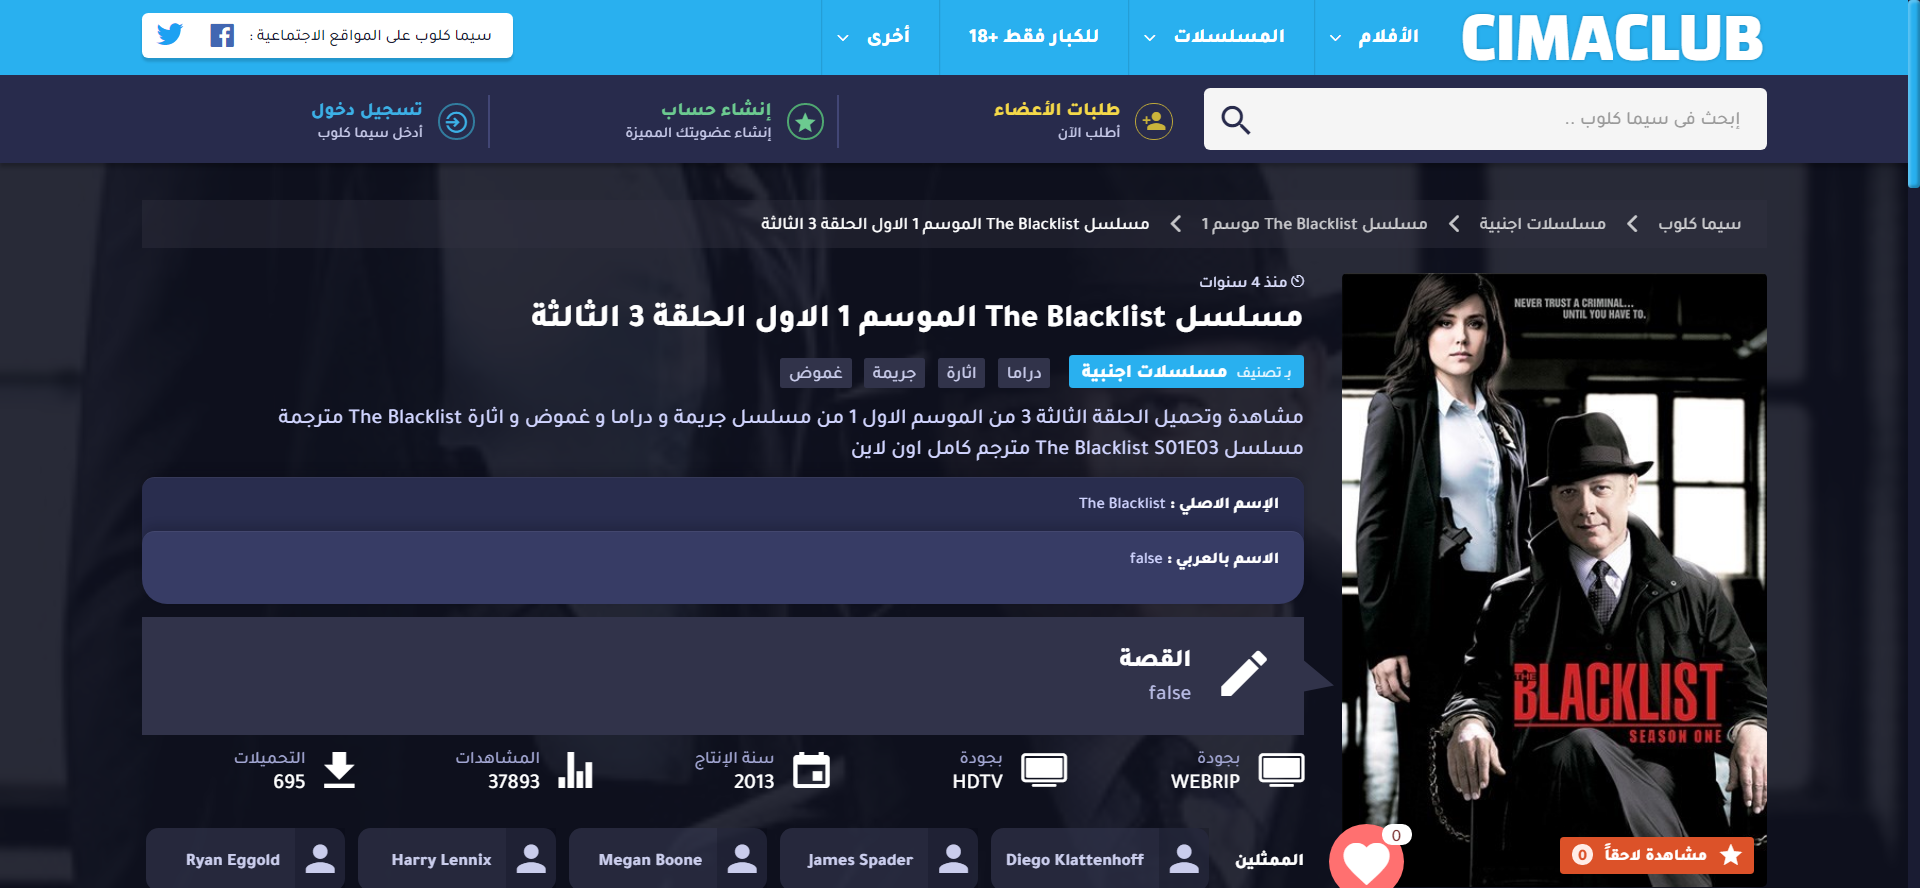 CIMACLUB
الأفلام
المسلسلات
للكبار فقط +18
أخرى
سيما كلوب على المواقع الاجتماعية :
إبحث فى سيما كلوب ..
طلبات الأعضاء
أطلب الآن
إنشاء حساب
إنشاء عضويتك المميزة
تسجيل دخول
أدخل سيما كلوب
سيما كلوب
مسلسلات اجنبية
مسلسل The Blacklist موسم 1
مسلسل The Blacklist الموسم 1 الاول الحلقة 3 الثالثة
NEVER TRUST A CRIMINAL...
UNTIL YOU HAVE TO.
THE BLACKLIST
SEASON ONE
مشاهدة لاحقاً 0
0
منذ 4 سنوات
مسلسل The Blacklist الموسم 1 الاول الحلقة 3 الثالثة
بـ تصنيف مسلسلات اجنبية
دراما
اثارة
جريمة
غموض
مشاهدة وتحميل الحلقة الثالثة 3 من الموسم الاول 1 من مسلسل جريمة و دراما و غموض و اثارة The Blacklist مترجمة
مسلسل The Blacklist S01E03 مترجم كامل اون لاين
الإسم الاصلي : The Blacklist
الاسم بالعربي : false
القصة
false
بجودة
WEBRIP
بجودة
HDTV
سنة الإنتاج
2013
المشاهدات
37893
التحميلات
695
الممثلين
Diego Klattenhoff
James Spader
Megan Boone
Harry Lennix
Ryan Eggold